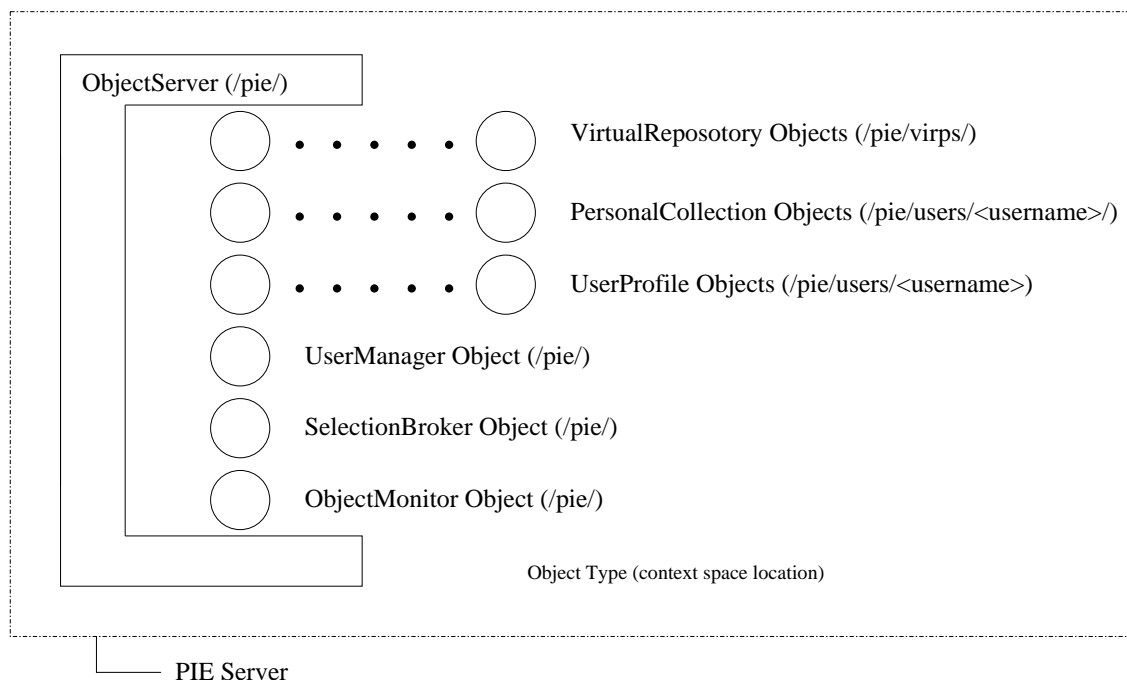 ObjectServer (/pie/)
VirtualReposotory Objects (/pie/virps/)
PersonalCollection Objects (/pie/users/<username>/)
UserProfile Objects (/pie/users/<username>)
UserManager Object (/pie/)
SelectionBroker Object (/pie/)
ObjectMonitor Object (/pie/)
Object Type (context space location)
PIE Server